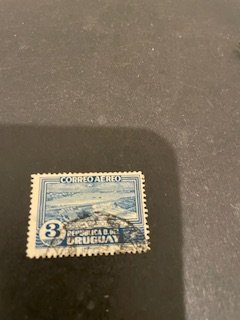 CORREO AEREO
3
REPUBLICA O. DEL
URUGUAY